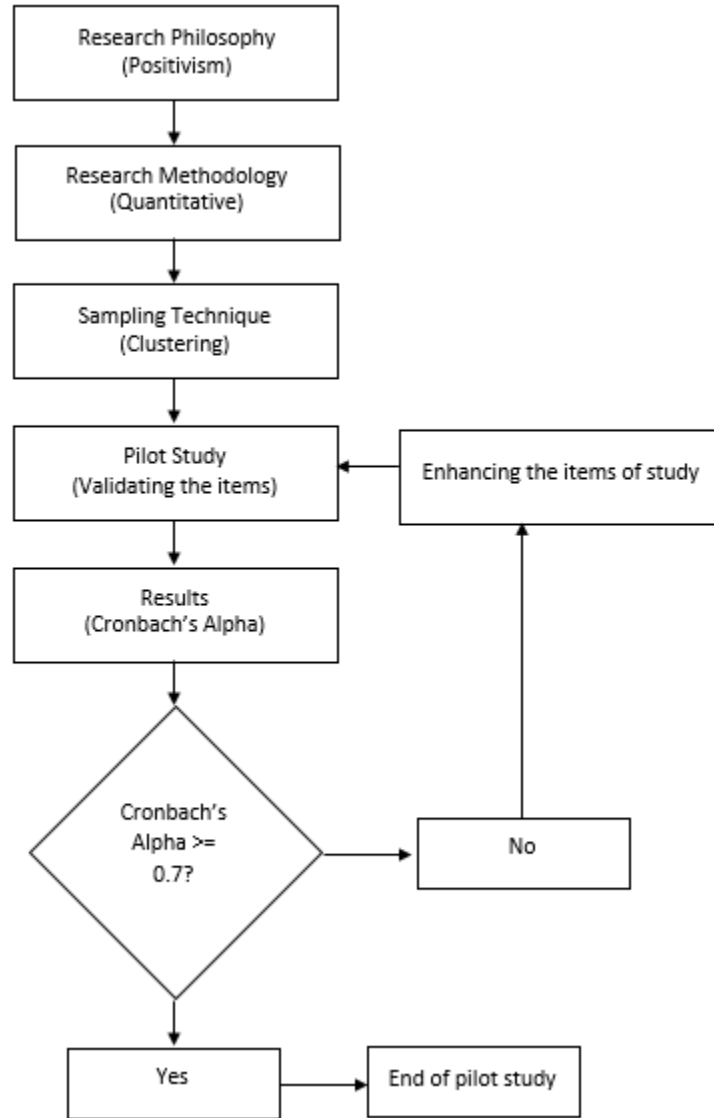 Research Philosophy
(Positivism)
Research Methodology
(Quantitative)
Sampling Technique
(Clustering)
Pilot Study
(Validating the items)
Enhancing the items of study
Results
(Cronbach's Alpha)
Cronbach's
Alpha >=
0.7?
No
Yes
End of pilot study